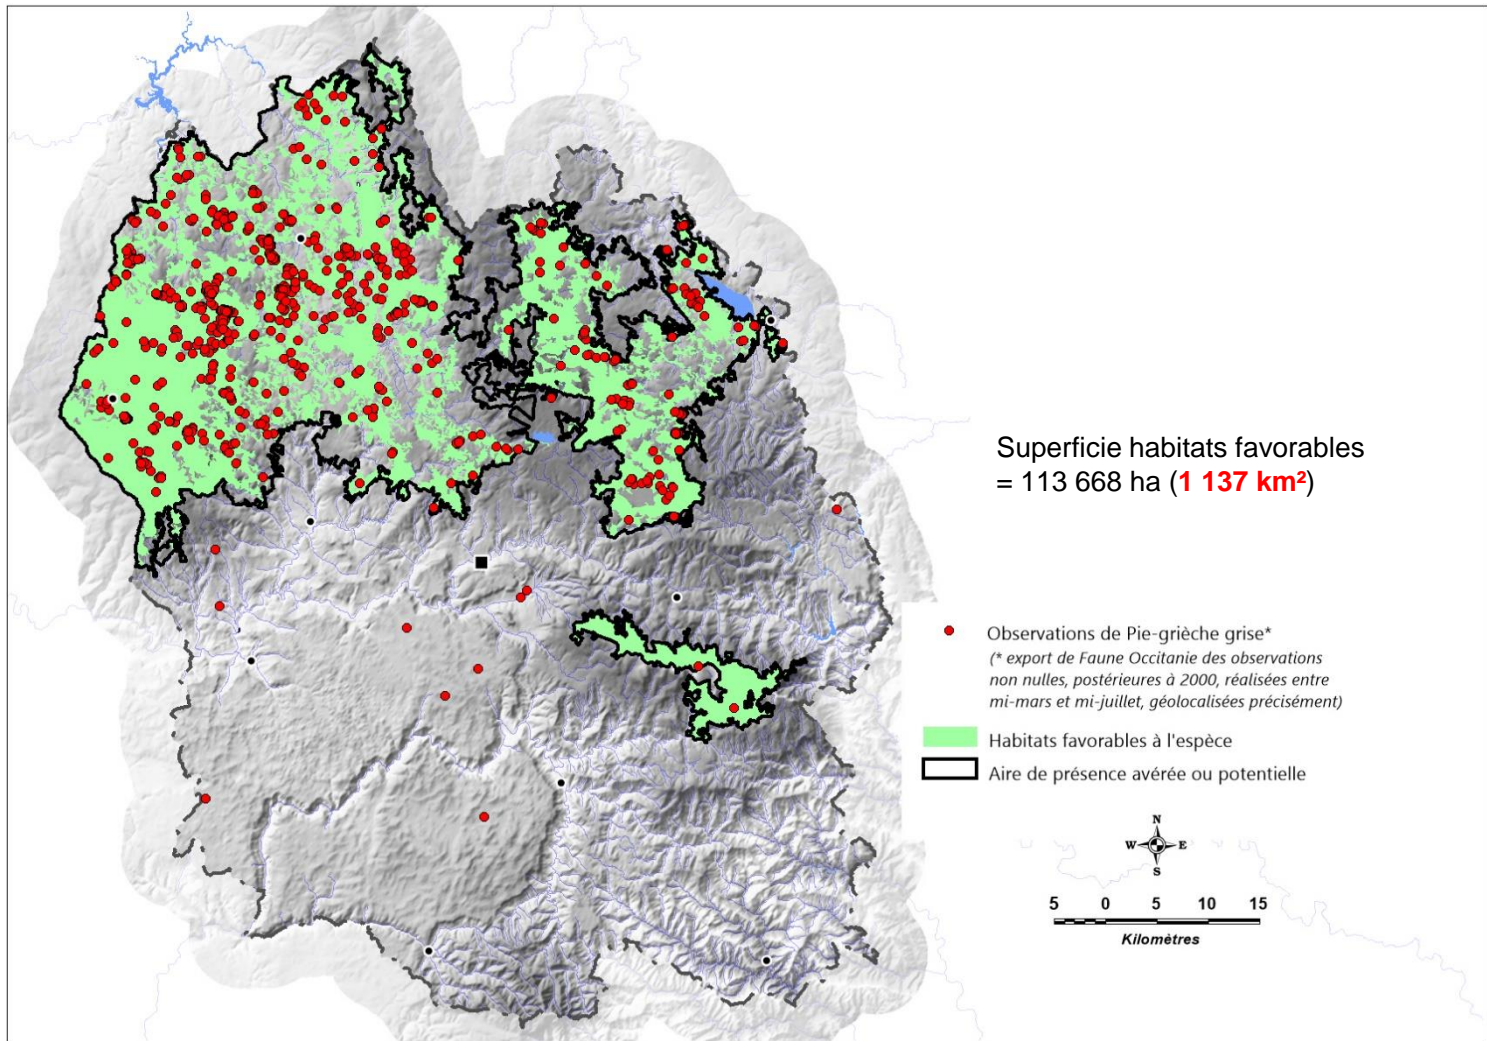 Superficie habitats favorables
= 113 668 ha (1 137 km²)
Observations de Pie-grièche grise*
(* export de Faune Occitanie des observations
non nulles, postérieures à 2000, réalisées entre
mi-mars et mi-juillet, géolocalisées précisément)
Habitats favorables à l'espèce
Aire de présence avérée ou potentielle
N
W E
S
5 0 5 10 15
Kilomètres